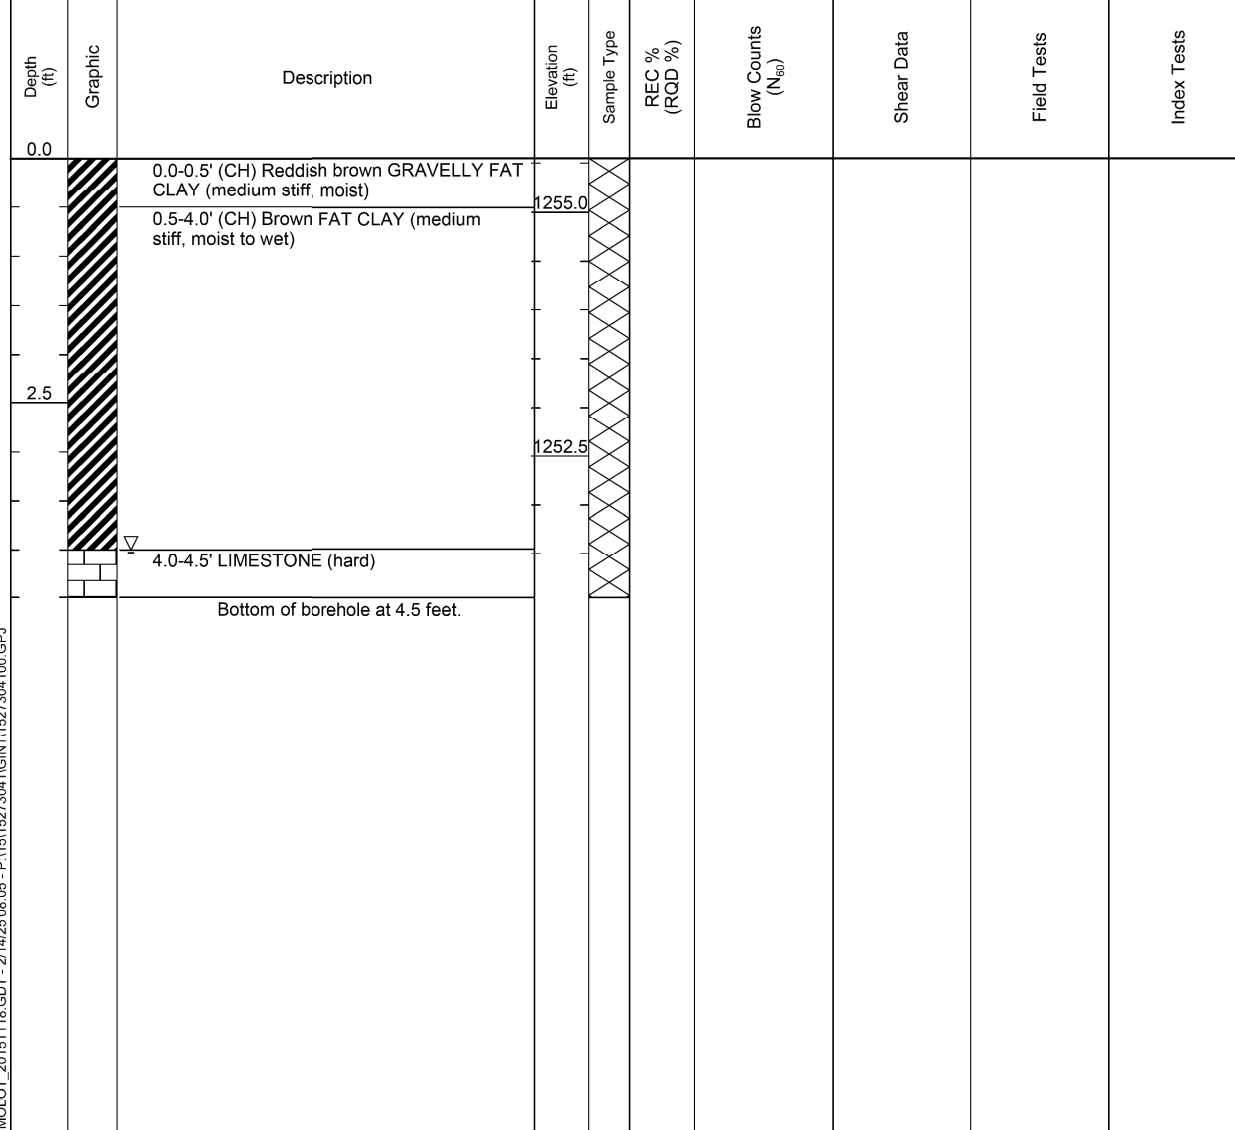 Depth
(ft)
Graphic
Description
Elevation
(ft)
Sample Type
REC %
(RQD %)
Blow Counts
(N60)
Shear Data
Field Tests
Index Tests
0.0
0.0-0.5' (CH) Reddish brown GRAVELLY FAT
CLAY (medium stiff, moist)
1255.0
0.5-4.0' (CH) Brown FAT CLAY (medium
stiff, moist to wet)
2.5
1252.5
4.0-4.5' LIMESTONE (hard)
Bottom of borehole at 4.5 feet.